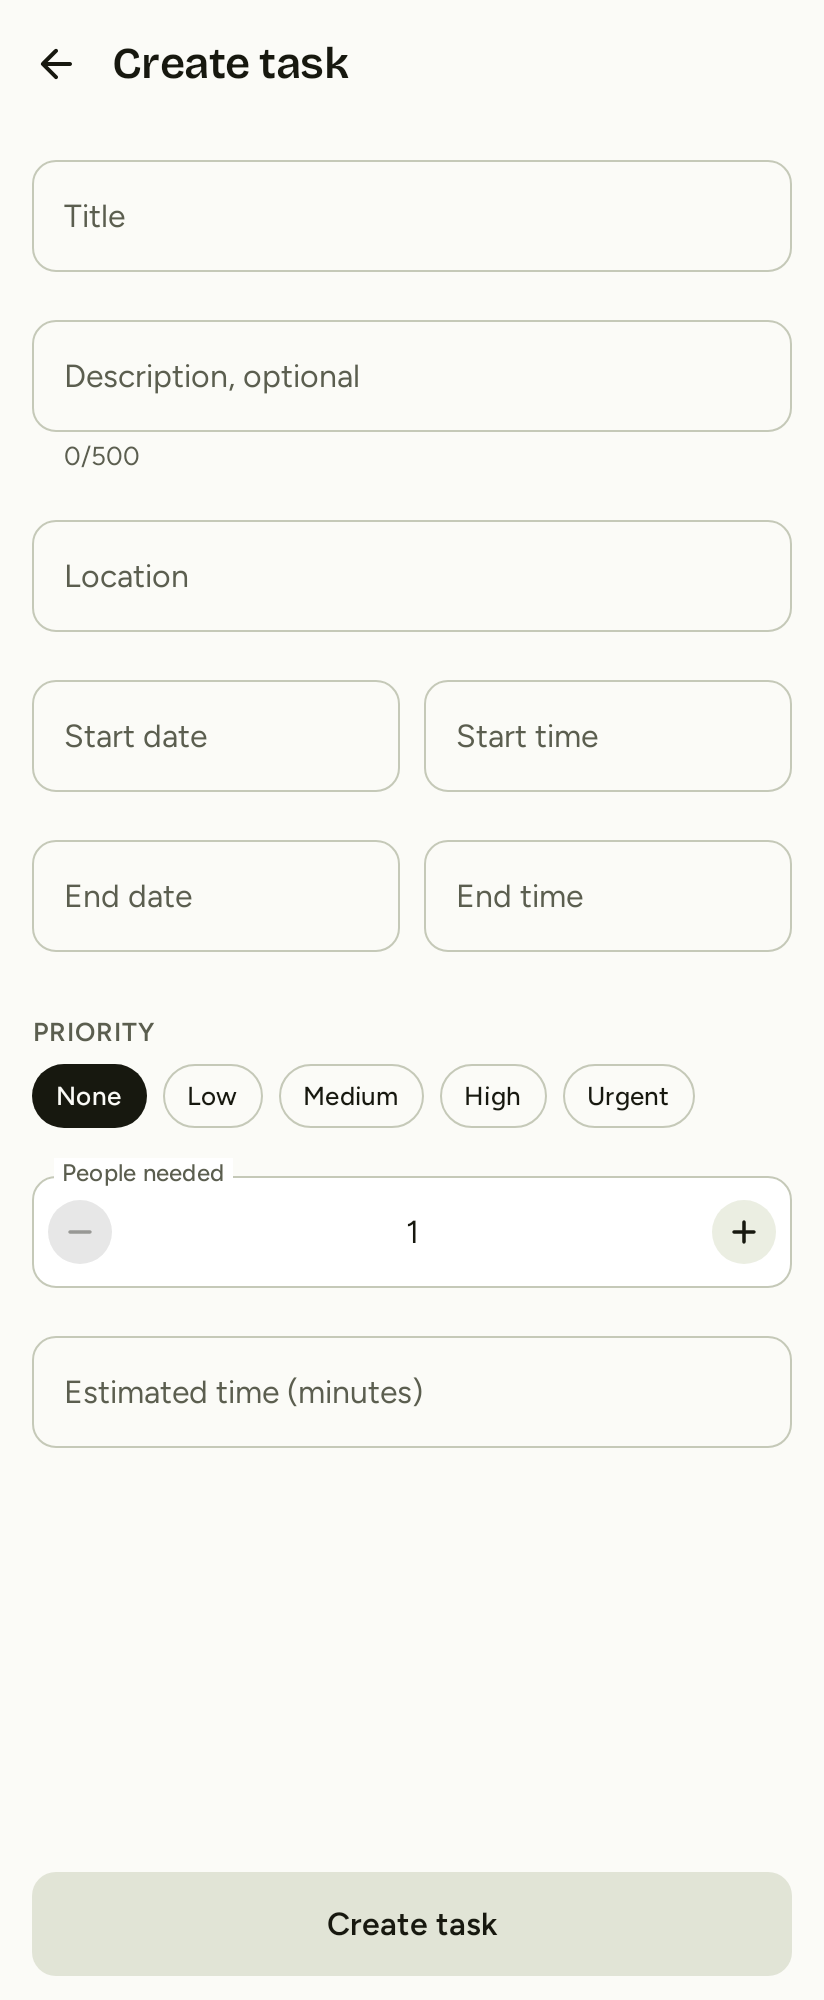 Create task
Title
Description, optional
0/500
Location
Start date
Start time
End date
End time
PRIORITY
None
Low
Medium
High
Urgent
People needed
1
Estimated time (minutes)
Create task